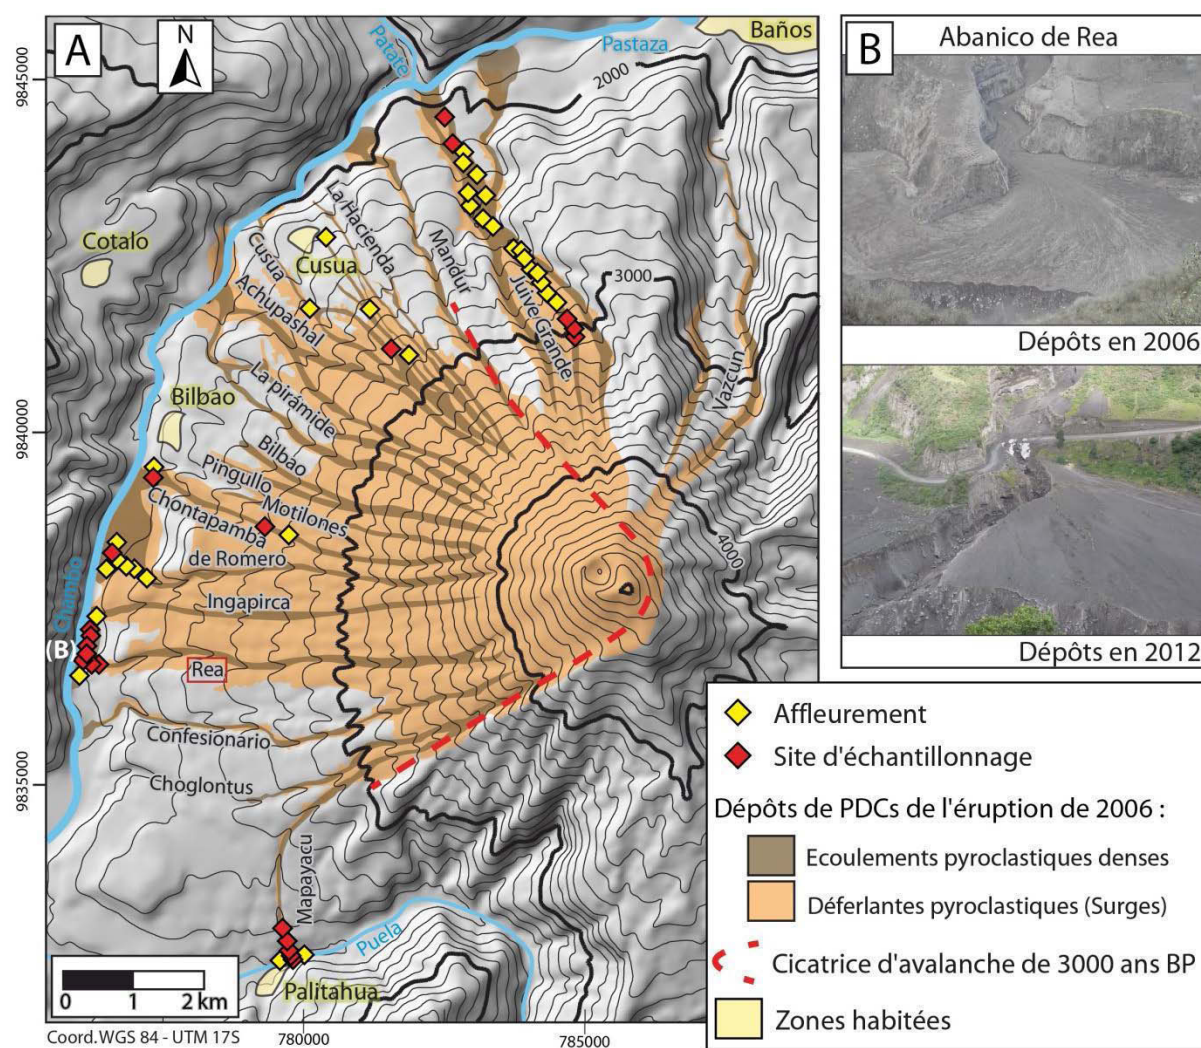 A
N
Patate
Pastaza
Baños
9845000
2000
Cotalo
La Hacienda
Cusua
Cusua
Mandur
3000
Achupashal
Juive Grande
Vazcun
La pirámide
Bilbao
9840000
Bilbao
Pingullo
Motilones
Chontapamba
de Romero
4000
Ingapirca
Chambo
(B)
Rea
Confesionario
9835000
Choglontus
Mapayacu
Puela
Palitahua
0 1 2 km
Coord.WGS 84 - UTM 17S
780000
785000
B
Abanico de Rea
Dépôts en 2006
Dépôts en 2012
Affleurement
Site d'échantillonnage
Dépôts de PDCs de l'éruption de 2006 :
Ecoulements pyroclastiques denses
Déferlantes pyroclastiques (Surges)
Cicatrice d'avalanche de 3000 ans BP
Zones habitées